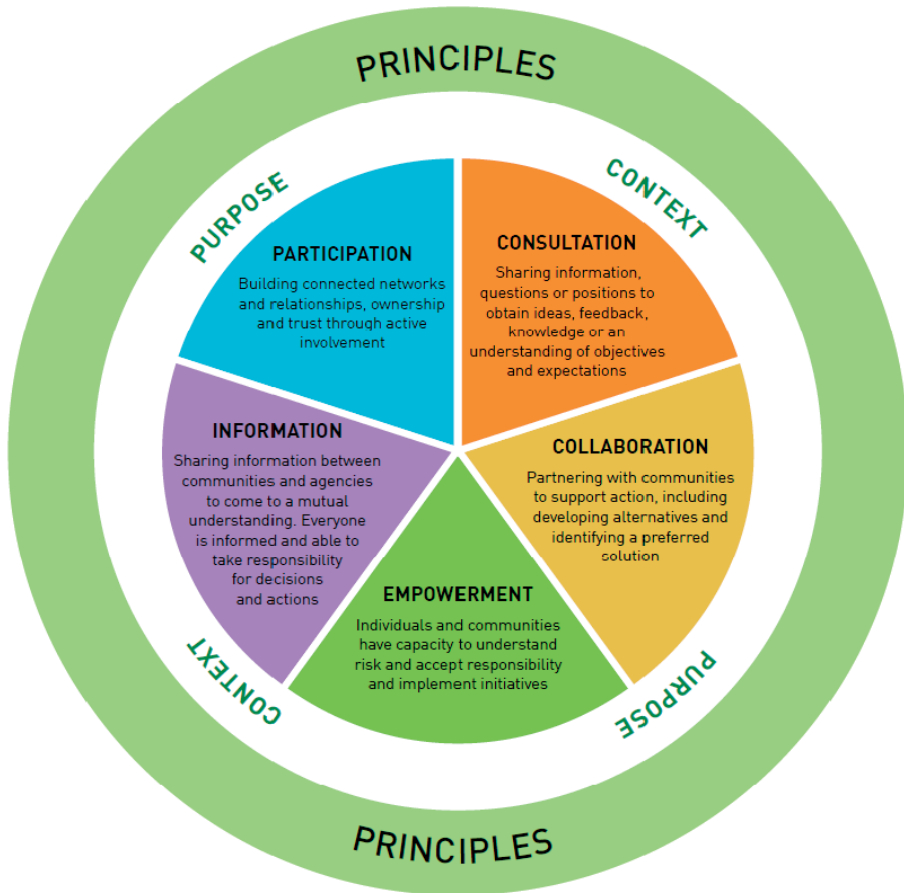 PRINCIPLES
PURPOSE
CONTEXT
PARTICIPATION
Building connected networks
and relationships, ownership
and trust through active
involvement
CONSULTATION
Sharing information,
questions or positions to
obtain ideas, feedback,
knowledge or an
understanding of objectives
and expectations
INFORMATION
Sharing information between
communities and agencies
to come to a mutual
understanding. Everyone
is informed and able to
take responsibility
for decisions
and actions
COLLABORATION
Partnering with communities
to support action, including
developing alternatives and
identifying a preferred
solution
EMPOWERMENT
Individuals and communities
have capacity to understand
risk and accept responsibility
and implement initiatives
CONTEXT
PURPOSE
PRINCIPLES